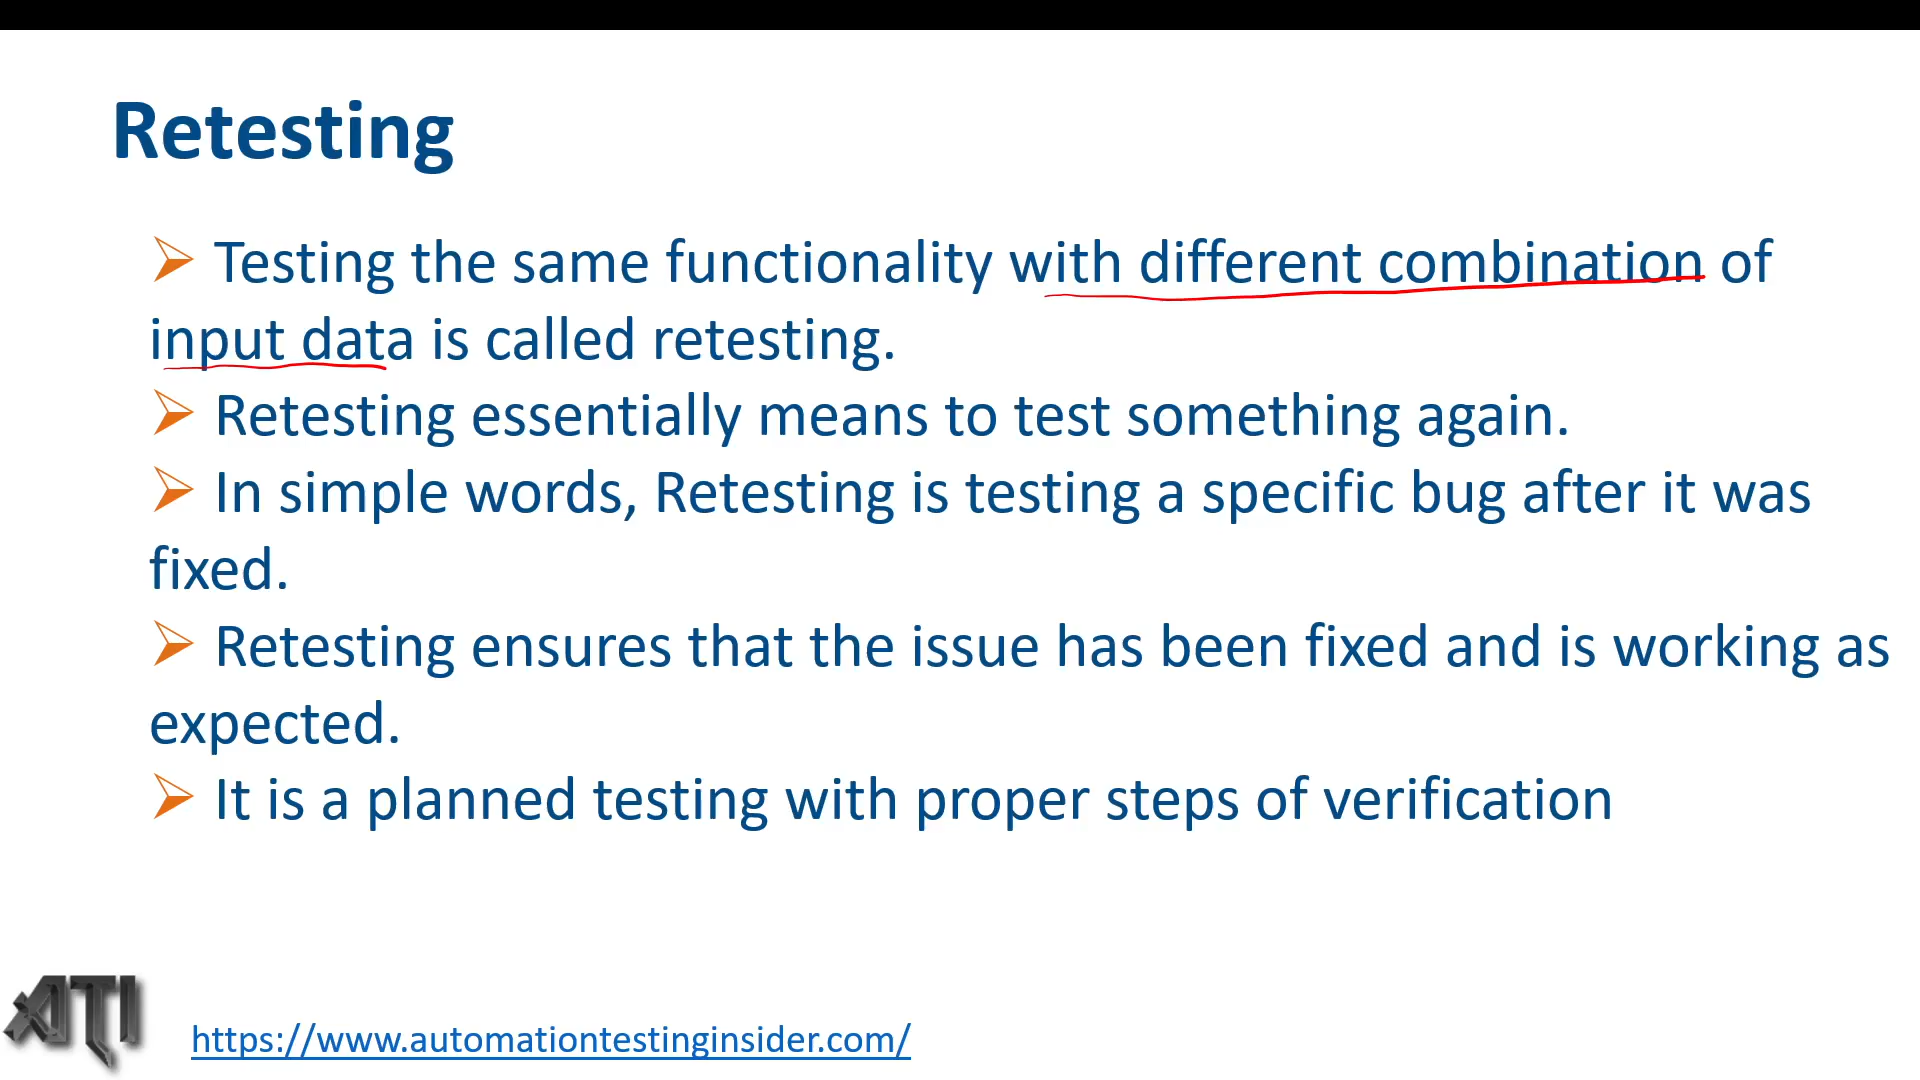 Retesting
Testing the same functionality with different combination of
input data is called retesting.
Retesting essentially means to test something again.
In simple words, Retesting is testing a specific bug after it was
fixed.
Retesting ensures that the issue has been fixed and is working as
expected.
It is a planned testing with proper steps of verification
ATI
https://www.automationtestinginsider.com/